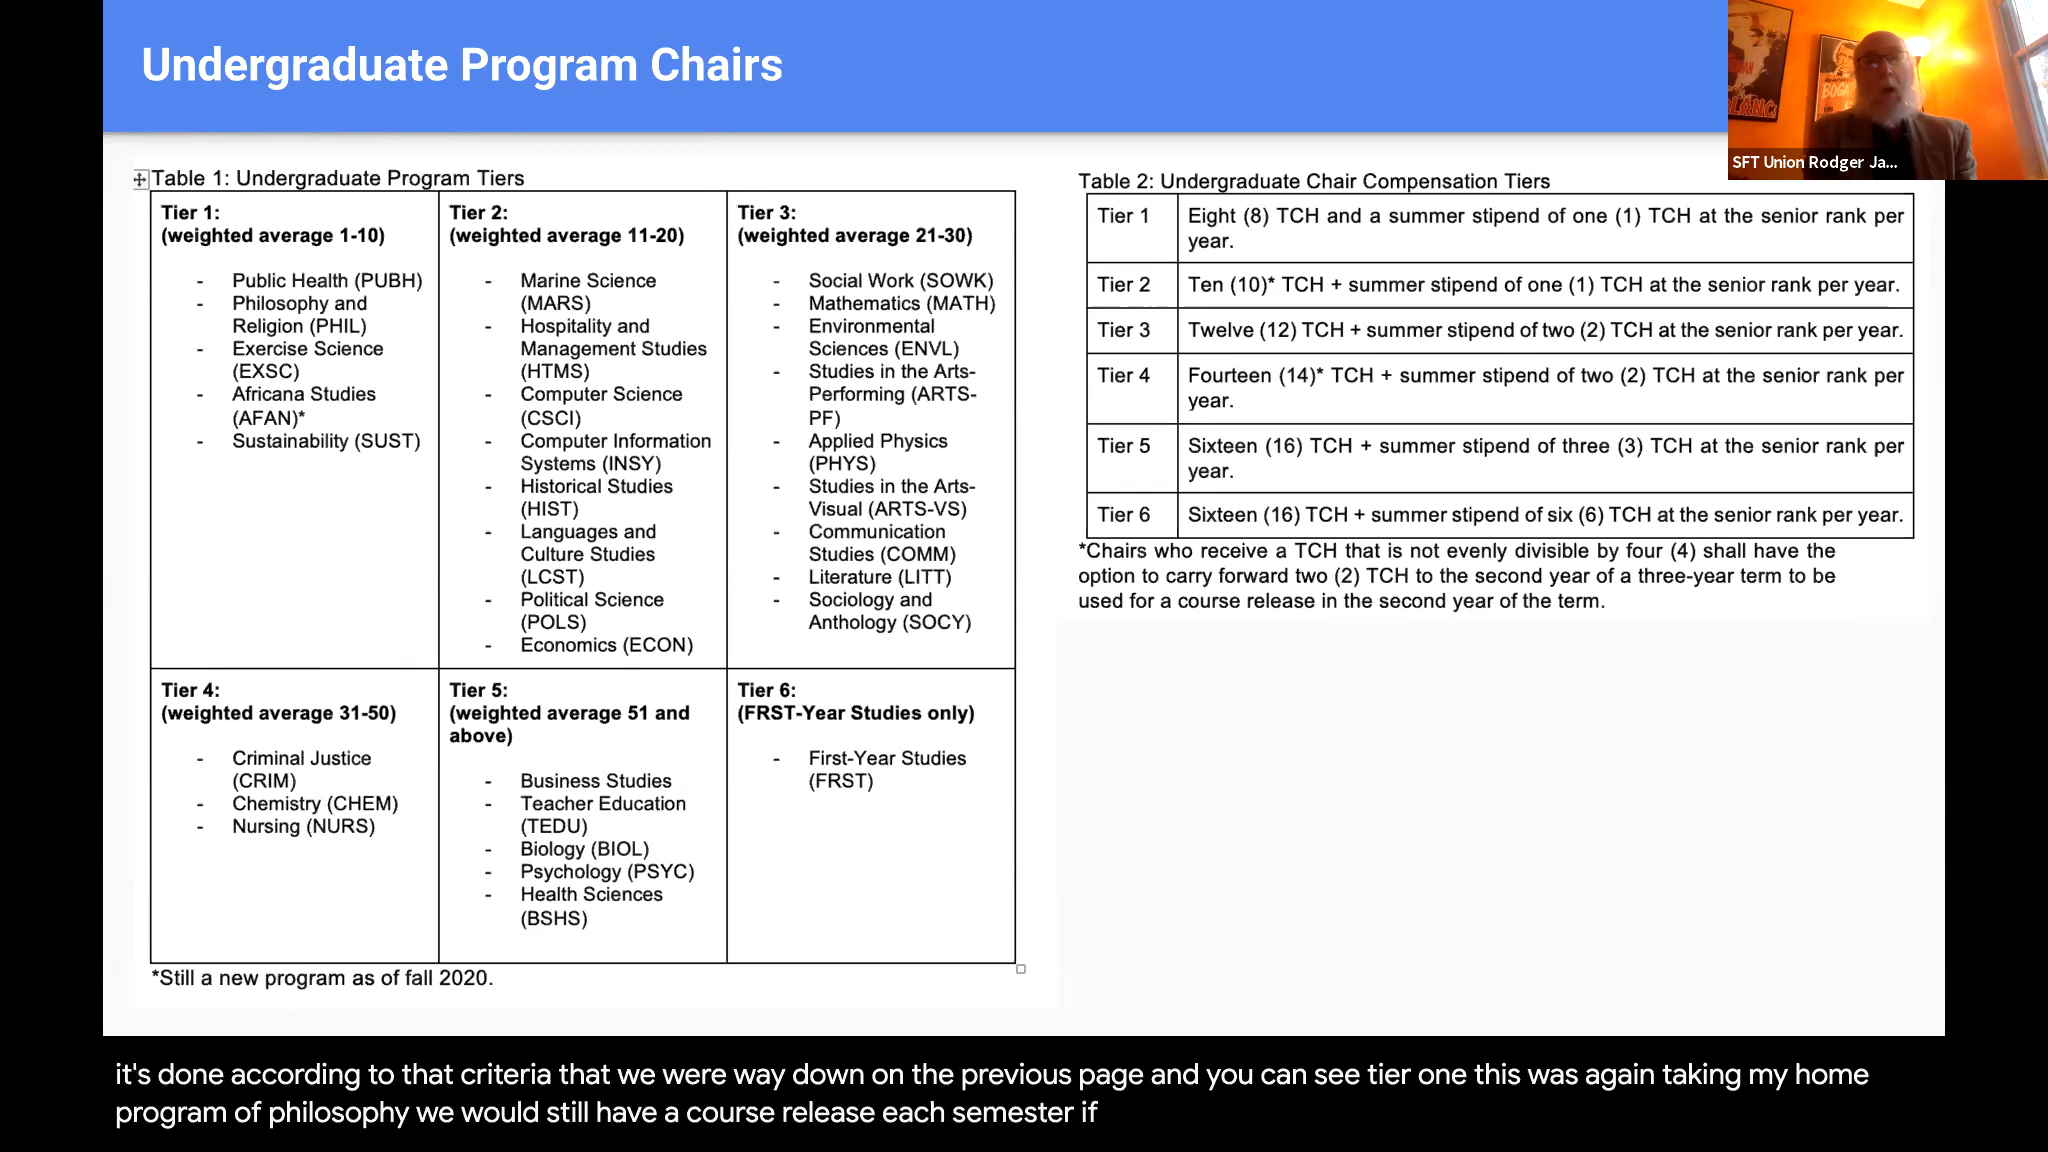 Undergraduate Program Chairs
SFT Union Rodger Ja...
Table 1: Undergraduate Program Tiers
Tier 1:
(weighted average 1-10)
- Public Health (PUBH)
- Philosophy and
Religion (PHIL)
- Exercise Science
(EXSC)
- Africana Studies
(AFAN)*
- Sustainability (SUST)
Tier 2:
(weighted average 11-20)
- Marine Science
(MARS)
- Hospitality and
Management Studies
(HTMS)
- Computer Science
(CSCI)
- Computer Information
Systems (INSY)
- Historical Studies
(HIST)
- Languages and
Culture Studies
(LCST)
- Political Science
(POLS)
- Economics (ECON)
Tier 3:
(weighted average 21-30)
- Social Work (SOWK)
- Mathematics (MATH)
- Environmental
Sciences (ENVL)
- Studies in the Arts-
Performing (ARTS-
PF)
- Applied Physics
(PHYS)
- Studies in the Arts-
Visual (ARTS-VS)
- Communication
Studies (COMM)
- Literature (LITT)
- Sociology and
Anthology (SOCY)
Tier 4:
(weighted average 31-50)
- Criminal Justice
(CRIM)
- Chemistry (CHEM)
- Nursing (NURS)
Tier 5:
(weighted average 51 and
above)
- Business Studies
- Teacher Education
(TEDU)
- Biology (BIOL)
- Psychology (PSYC)
- Health Sciences
(BSHS)
Tier 6:
(FRST-Year Studies only)
- First-Year Studies
(FRST)
*Still a new program as of fall 2020.
Table 2: Undergraduate Chair Compensation Tiers
Tier 1 Eight (8) TCH and a summer stipend of one (1) TCH at the senior rank per
year.
Tier 2 Ten (10)* TCH + summer stipend of one (1) TCH at the senior rank per year.
Tier 3 Twelve (12) TCH + summer stipend of two (2) TCH at the senior rank per year.
Tier 4 Fourteen (14)* TCH + summer stipend of two (2) TCH at the senior rank per
year.
Tier 5 Sixteen (16) TCH + summer stipend of three (3) TCH at the senior rank per
year.
Tier 6 Sixteen (16) TCH + summer stipend of six (6) TCH at the senior rank per year.
*Chairs who receive a TCH that is not evenly divisible by four (4) shall have the
option to carry forward two (2) TCH to the second year of a three-year term to be
used for a course release in the second year of the term.
it's done according to that criteria that we were way down on the previous page and you can see tier one this was again taking my home
program of philosophy we would still have a course release each semester if